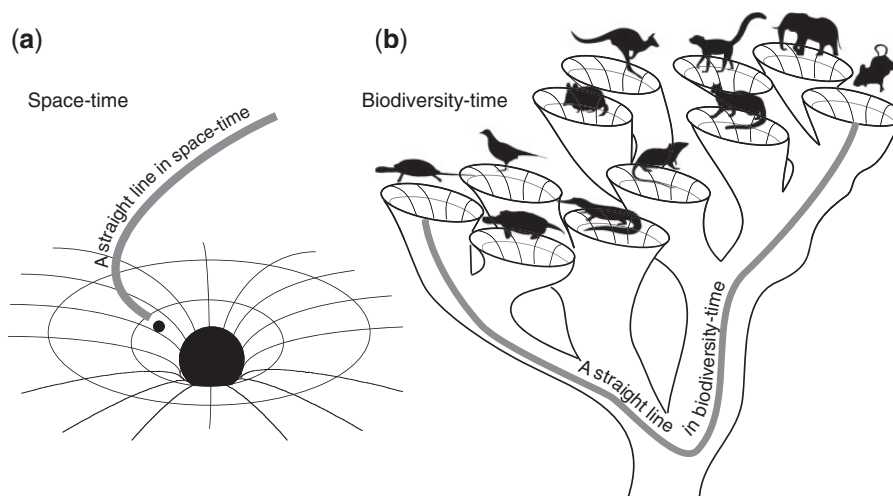 (a)
Space-time
A straight line in space-time
(b)
Biodiversity-time
A straight line
in biodiversity-time